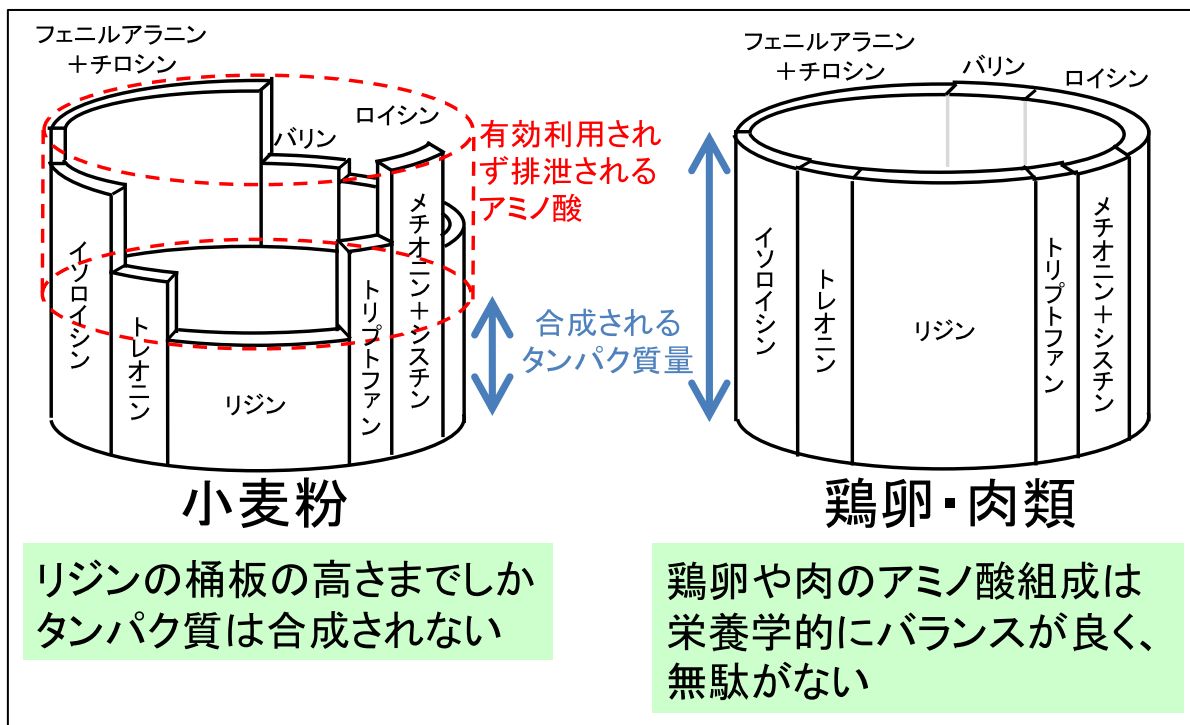 フェニルアラニン
＋チロシン
バリン
ロイシン
イソロイシン
トレオニン
リジン
トリプトファン
メチオニン＋シスチン
有効利用され
ず排泄される
アミノ酸
合成される
タンパク質量
小麦粉
リジンの桶板の高さまでしか
タンパク質は合成されない
フェニルアラニン
＋チロシン
バリン
ロイシン
イソロイシン
トレオニン
リジン
トリプトファン
メチオニン＋シスチン
鶏卵・肉類
鶏卵や肉のアミノ酸組成は
栄養学的にバランスが良く、
無駄がない